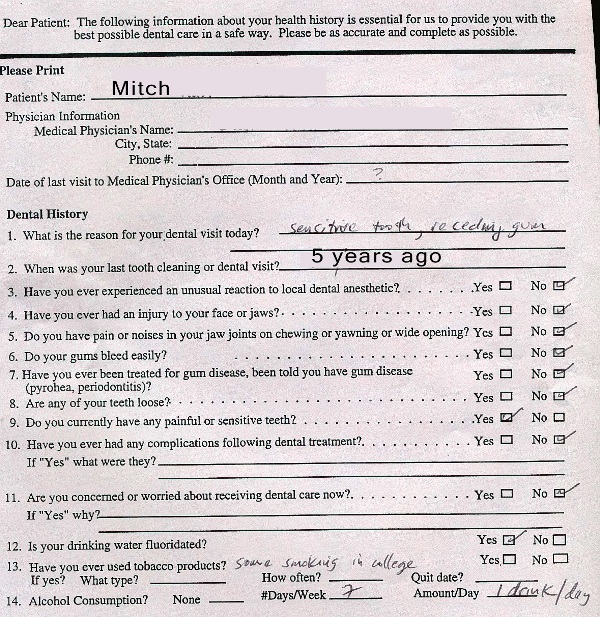 Dear Patient: The following information about your health history is essential for us to provide you with the
best possible dental care in a safe way. Please be as accurate and complete as possible.
Please Print
Patient's Name: Mitch
Physician Information
Medical Physician's Name:
City, State:
Phone #:
Date of last visit to Medical Physician's Office (Month and Year): ?
Dental History
1. What is the reason for your dental visit today? sensitive tooth, receding gum
2. When was your last tooth cleaning or dental visit? 5 years ago
3. Have you ever experienced an unusual reaction to local dental anesthetic? . . . . . . . Yes ☐ No ☑
4. Have you ever had an injury to your face or jaws? . . . . . . . . . . . . . . . . . . . Yes ☐ No ☑
5. Do you have pain or noises in your jaw joints on chewing or yawning or wide opening? Yes ☐ No ☑
6. Do your gums bleed easily? . . . . . . . . . . . . . . . . . . . . . . . Yes ☐ No ☑
7. Have you ever been treated for gum disease, been told you have gum disease Yes ☐ No ☑
(pyrohea, periodontitis)?
8. Are any of your teeth loose? . . . . . . . . . . . . . . . . . . . . . . . . . . . . Yes ☐ No ☑
9. Do you currently have any painful or sensitive teeth? . . . . . . . . . . . . . . . . . Yes ☑ No ☐
10. Have you ever had any complications following dental treatment? . . . . . . . . . . Yes ☐ No ☑
If "Yes" what were they?
11. Are you concerned or worried about receiving dental care now? . . . . . . . . . . . Yes ☐ No ☑
If "Yes" why?
12. Is your drinking water fluoridated? Yes ☑ No ☐
13. Have you ever used tobacco products? some smoking in college Yes ☐ No ☐
If yes? What type? How often? Quit date?
14. Alcohol Consumption? None #Days/Week 7 Amount/Day 1 drink/day